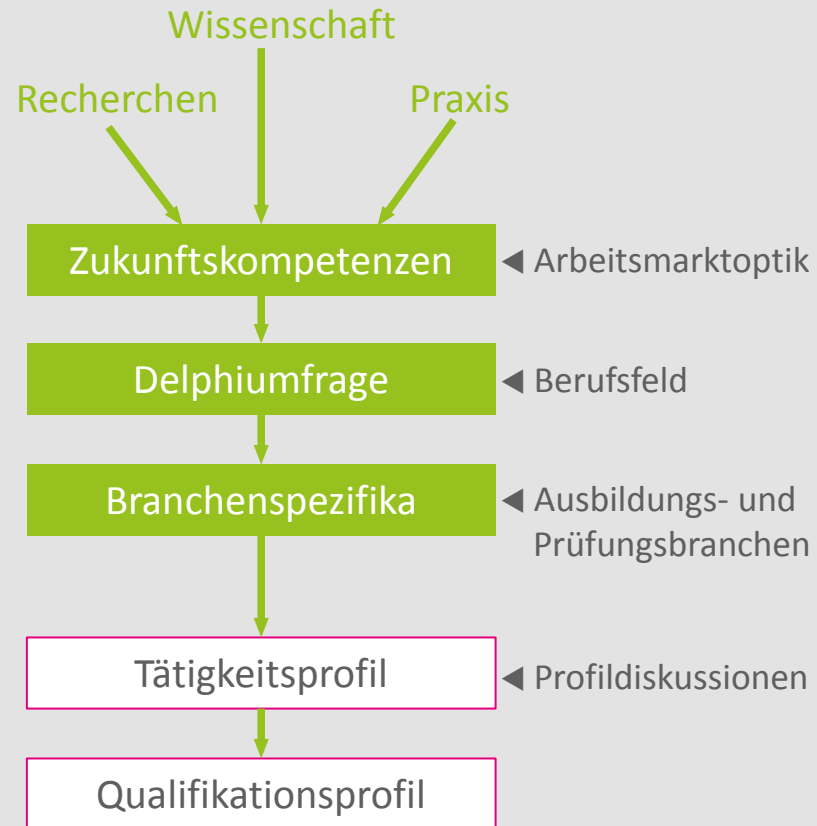 Wissenschaft
Recherchen
Praxis
Zukunftskompetenzen
Arbeitsmarktoptik
Delphiumfrage
Berufsfeld
Branchenspezifika
Ausbildungs- und
Prüfungsbranchen
Tätigkeitsprofil
Profildiskussionen
Qualifikationsprofil